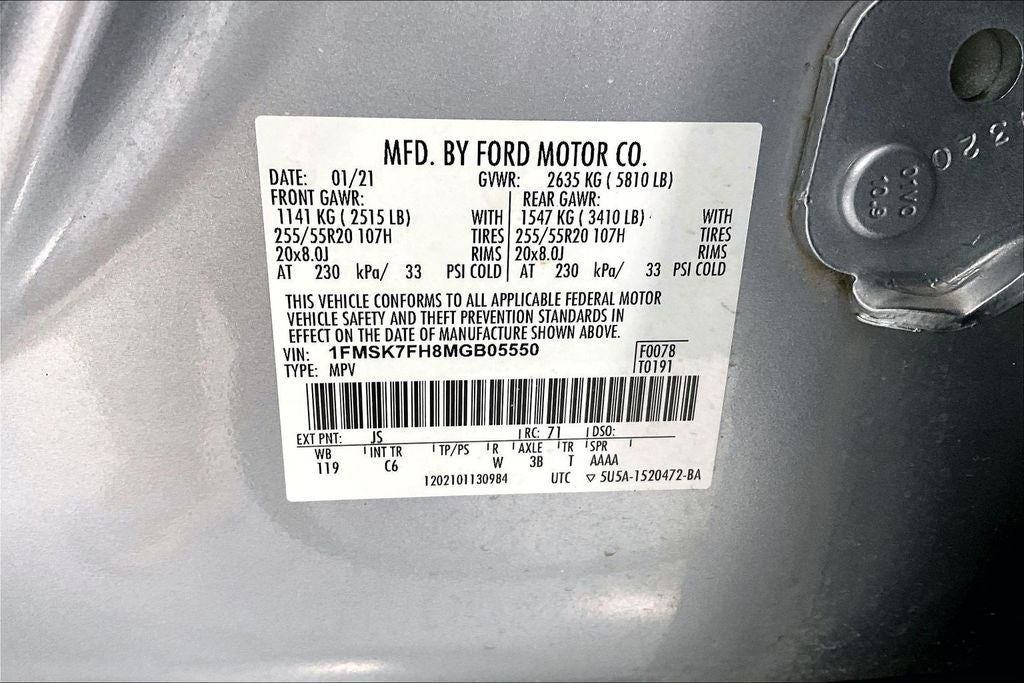 MFD. BY FORD MOTOR CO.
DATE: 01/21 GVWR: 2635 KG ( 5810 LB)
FRONT GAWR: REAR GAWR:
1141 KG ( 2515 LB) WITH 1547 KG ( 3410 LB) WITH
255/55R20 107H TIRES 255/55R20 107H TIRES
20x8.0J RIMS 20x8.0J RIMS
AT 230 kPa/ 33 PSI COLD AT 230 kPa/ 33 PSI COLD
THIS VEHICLE CONFORMS TO ALL APPLICABLE FEDERAL MOTOR
VEHICLE SAFETY AND THEFT PREVENTION STANDARDS IN
EFFECT ON THE DATE OF MANUFACTURE SHOWN ABOVE.
VIN: 1FMSK7FH8MGB05550 F0078
TYPE: MPV T0191
EXT PNT: JS RC: 71 DSO:
WB INT TR TP/PS R AXLE TR SPR
119 C6 W 3B T AAAA
1202101130984 UTC ▽ 5U5A-1520472-BA
01VC
10.9